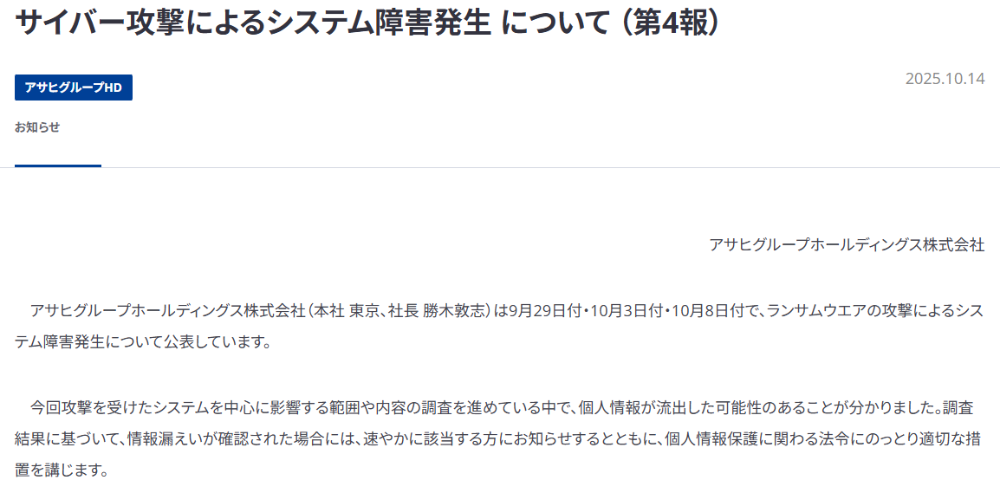 サイバー攻撃によるシステム障害発生 について（第4報）
2025.10.14
アサヒグループHD
お知らせ
アサヒグループホールディングス株式会社
アサヒグループホールディングス株式会社（本社 東京、社長 勝木敦志）は9月29日付・10月3日付・10月8日付で、ランサムウエアの攻撃によるシス
テム障害発生について公表しています。
今回攻撃を受けたシステムを中心に影響する範囲や内容の調査を進めている中で、個人情報が流出した可能性のあることが分かりました。調査
結果に基づいて、情報漏えいが確認された場合には、速やかに該当する方にお知らせするとともに、個人情報保護に関わる法令にのっとり適切な措
置を講じます。